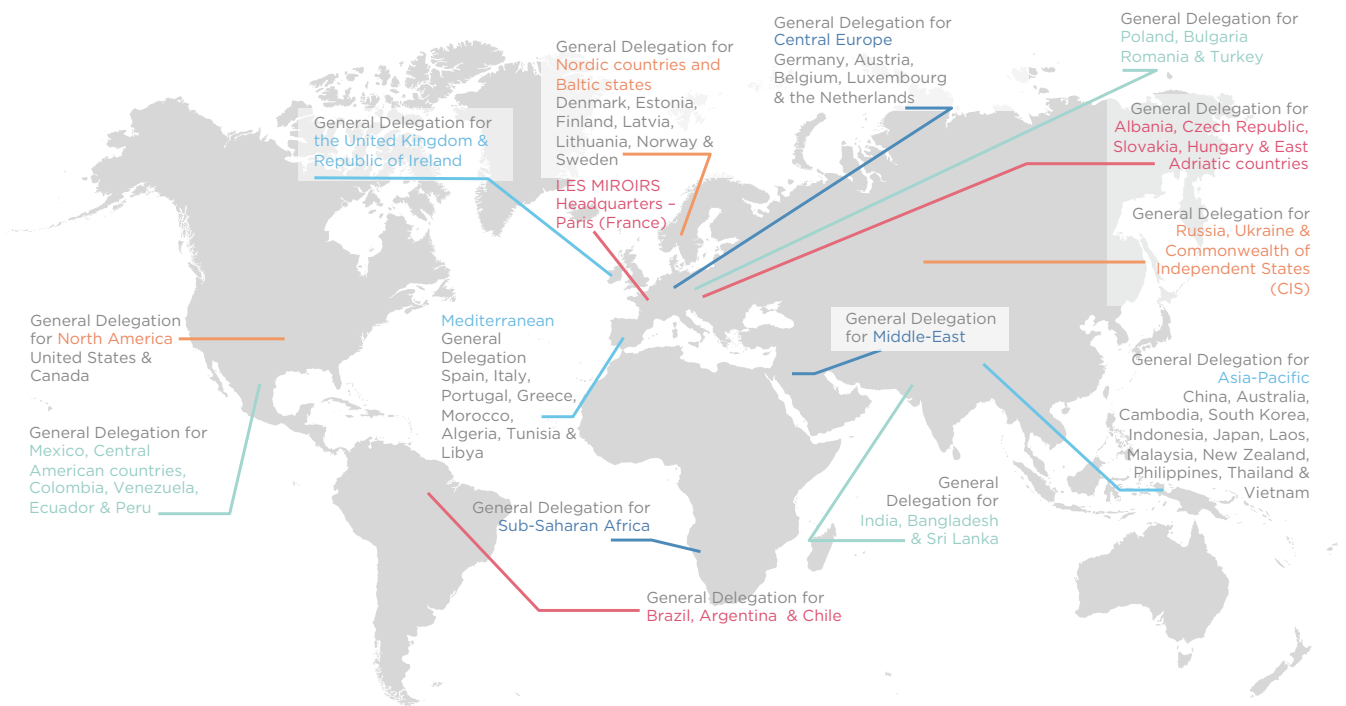 General Delegation for
the United Kingdom &
Republic of Ireland
General Delegation for
Nordic countries and
Baltic states
Denmark, Estonia,
Finland, Latvia,
Lithuania, Norway &
Sweden
LES MIROIRS
Headquarters –
Paris (France)
General Delegation for
Central Europe
Germany, Austria,
Belgium, Luxembourg
& the Netherlands
General Delegation for
Poland, Bulgaria
Romania & Turkey
General Delegation for
Albania, Czech Republic,
Slovakia, Hungary & East
Adriatic countries
General Delegation for
Russia, Ukraine &
Commonwealth of
Independent States
(CIS)
General Delegation
for North America
United States &
Canada
Mediterranean
General
Delegation
Spain, Italy,
Portugal, Greece,
Morocco,
Algeria, Tunisia &
Libya
General Delegation
for Middle-East
General Delegation for
Asia-Pacific
China, Australia,
Cambodia, South Korea,
Indonesia, Japan, Laos,
Malaysia, New Zealand,
Philippines, Thailand &
Vietnam
General Delegation for
Mexico, Central
American countries,
Colombia, Venezuela,
Ecuador & Peru
General Delegation for
Sub-Saharan Africa
General
Delegation for
India, Bangladesh
& Sri Lanka
General Delegation for
Brazil, Argentina & Chile